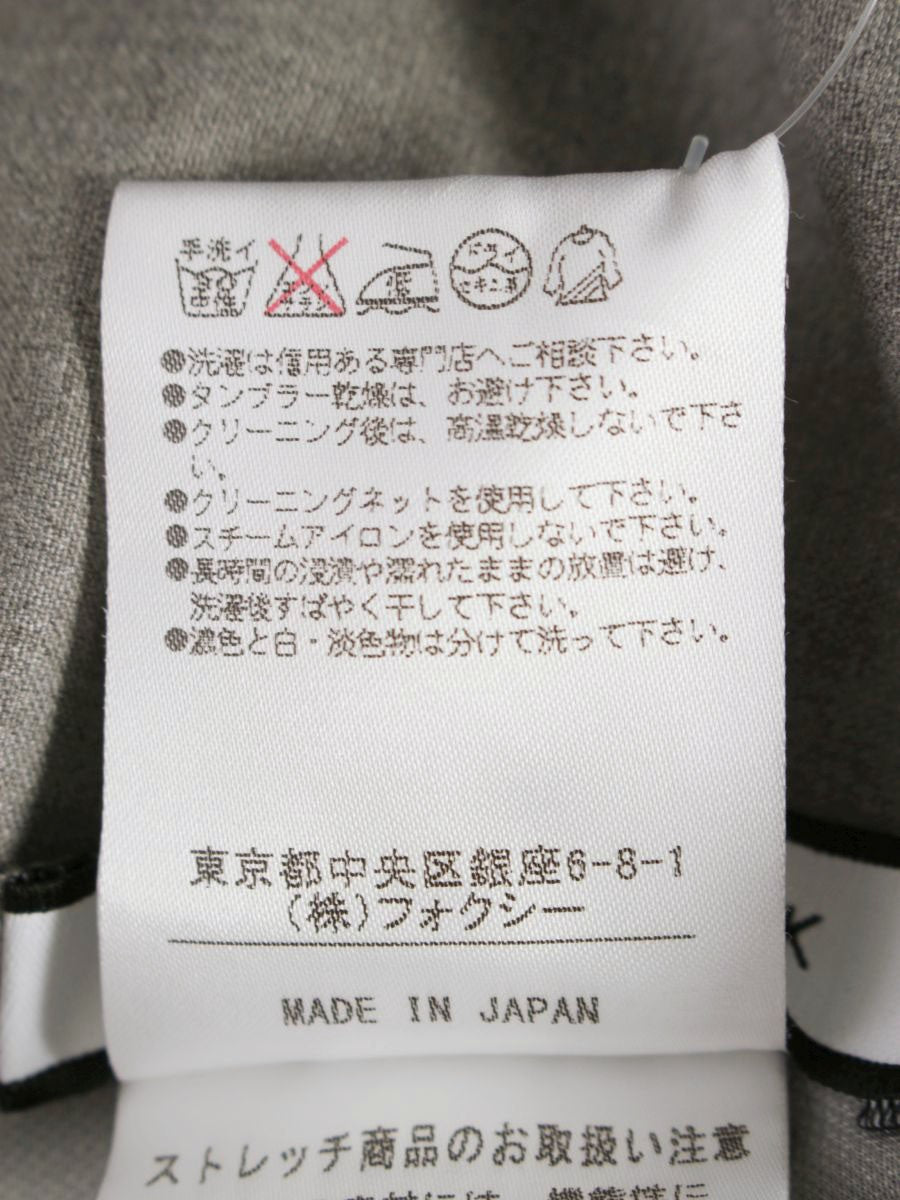 手洗イ
ドライ
セキユ系
●洗濯は信用ある専門店へご相談下さい。
●タンブラー乾燥は、お避け下さい。
●クリーニング後は、高温乾燥しないで下さ
い。
●クリーニングネットを使用して下さい。
●スチームアイロンを使用しないで下さい。
●長時間の浸漬や濡れたままの放置は避け、
洗濯後すばやく干して下さい。
●濃色と白・淡色物は分けて洗って下さい。
東京都中央区銀座6-8-1
(株)フォクシー
K
MADE IN JAPAN
ストレッチ商品のお取扱い注意